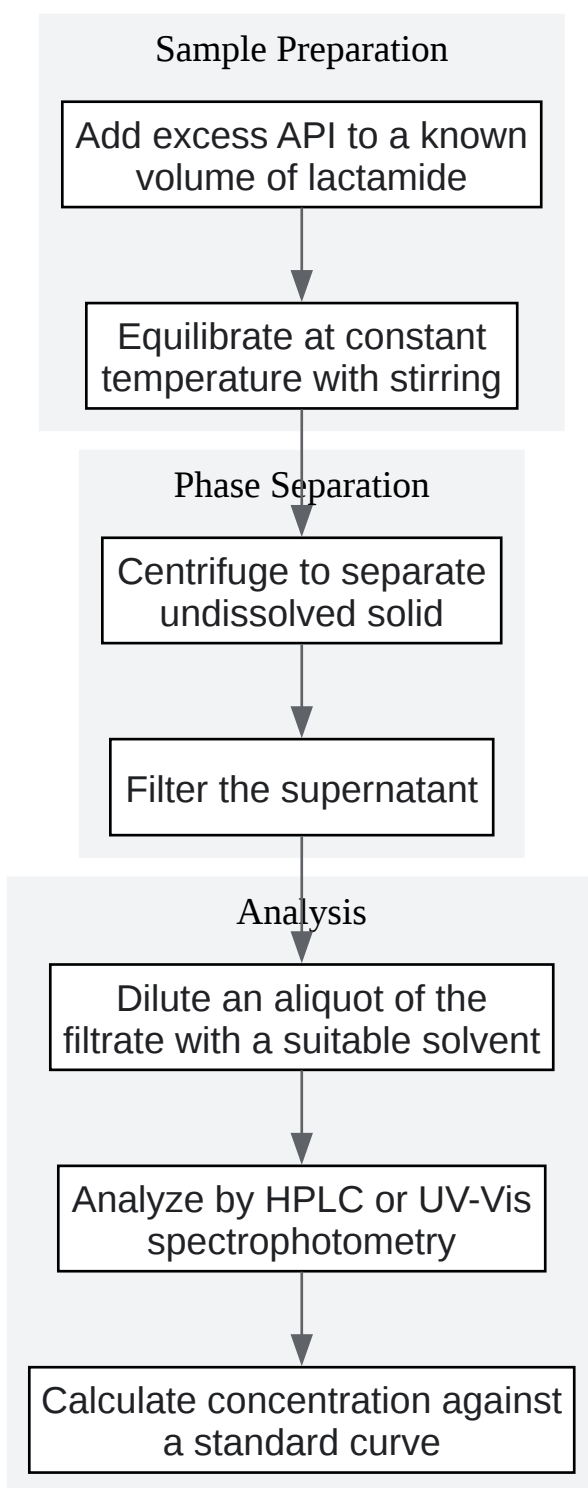 Sample Preparation
Add excess API to a known
volume of lactamide
Equilibrate at constant
temperature with stirring
Phase Separation
Centrifuge to separate
undissolved solid
Filter the supernatant
Analysis
Dilute an aliquot of the
filtrate with a suitable solvent
Analyze by HPLC or UV-Vis
spectrophotometry
Calculate concentration against
a standard curve